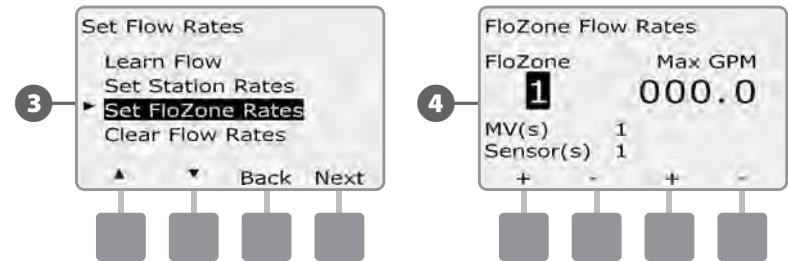 3
Set Flow Rates
Learn Flow
Set Station Rates
► Set FloZone Rates
Clear Flow Rates
▲ ▼ Back Next
4
FloZone Flow Rates
FloZone Max GPM
1 000.0
MV(s) 1
Sensor(s) 1
+ - + -